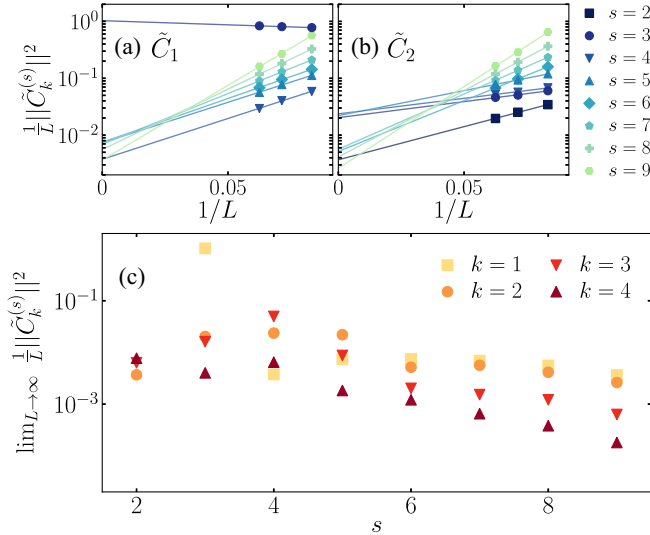 10⁰
10⁻¹
10⁻²
$\frac{1}{L}||\tilde{C}_k^{(s)}||^2$
(a) $\tilde{C}_1$
(b) $\tilde{C}_2$
0 0.05
1/L
0 0.05
1/L
s = 2
s = 3
s = 4
s = 5
s = 6
s = 7
s = 8
s = 9
(c)
k = 1
k = 2
k = 3
k = 4
10⁻¹
10⁻³
$\lim_{L\to\infty} \frac{1}{L}||\tilde{C}_k^{(s)}||^2$
2 4 6 8
s